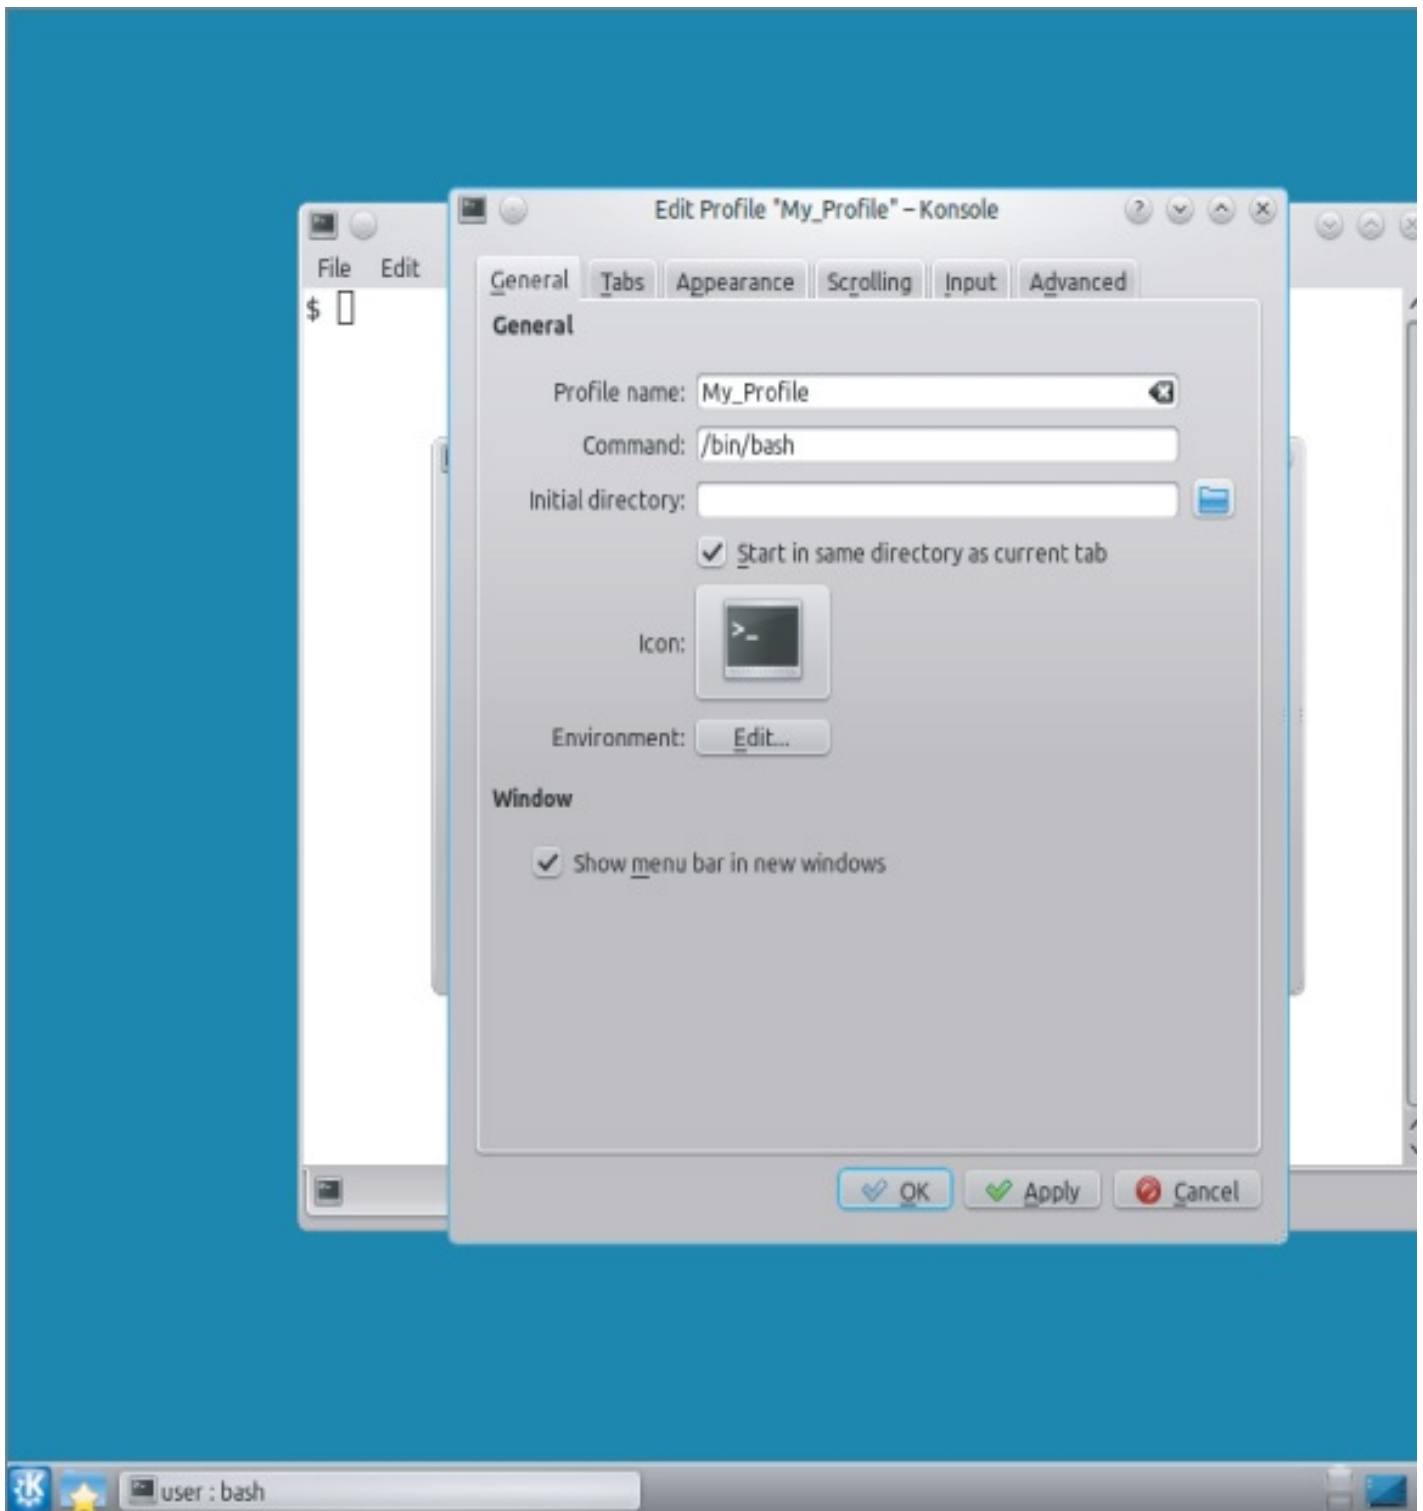 Edit Profile "My_Profile" – Konsole
File Edit
General Tabs Appearance Scrolling Input Advanced
$
General
Profile name: My_Profile
Command: /bin/bash
Initial directory:
Start in same directory as current tab
>_
Icon:
Environment: Edit...
Window
Show menu bar in new windows
OK Apply Cancel
user : bash